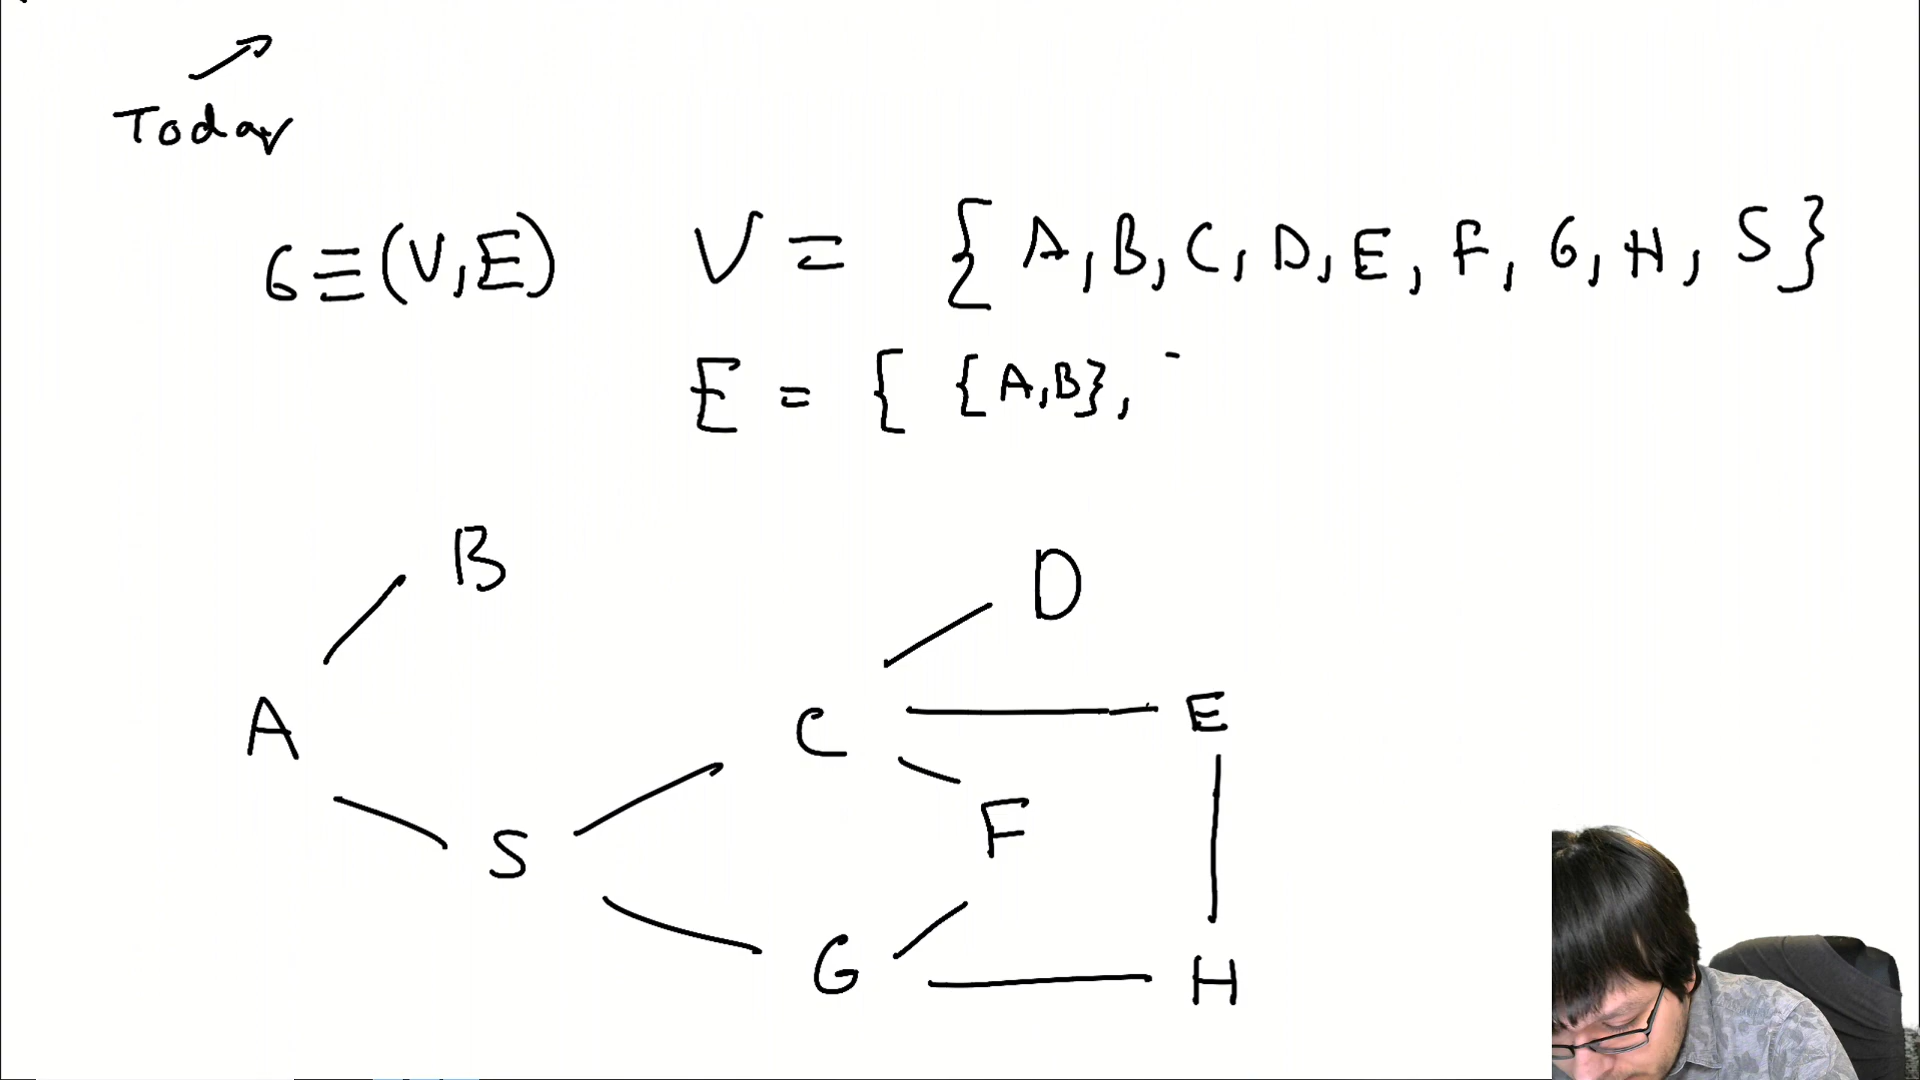 Today
G≡(V,E) V = {A,B,C,D,E,F,G,H,S}
E = { {A,B},
B
D
A
C
E
S
F
G
H